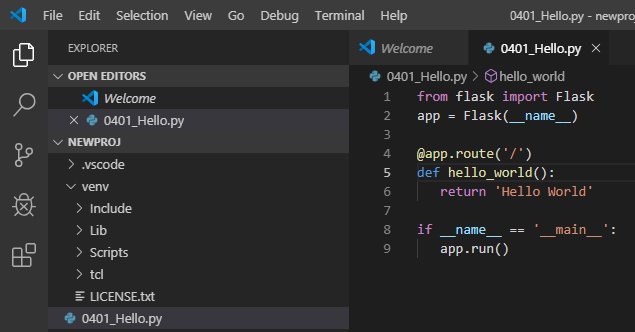 File Edit Selection View Go Debug Terminal Help 0401_Hello.py - newproj
EXPLORER
OPEN EDITORS
Welcome
0401_Hello.py
NEWPROJ
.vscode
venv
Include
Lib
Scripts
tcl
LICENSE.txt
0401_Hello.py
Welcome 0401_Hello.py
0401_Hello.py > hello_world
1 from flask import Flask
2 app = Flask(__name__)
3
4 @app.route('/')
5 def hello_world():
6 return 'Hello World'
7
8 if __name__ == '__main__':
9 app.run()